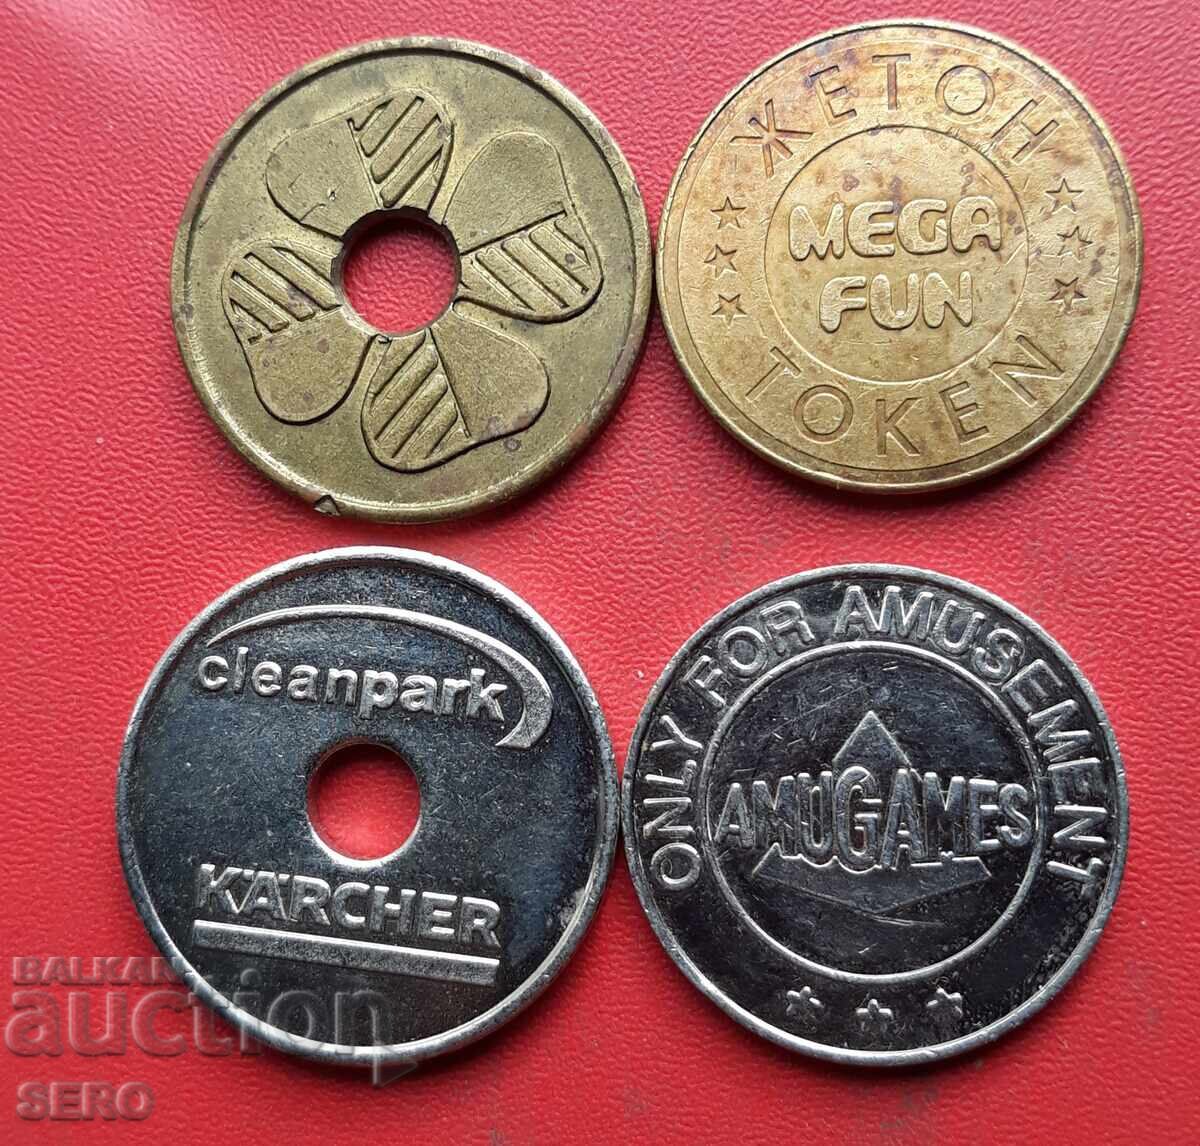 ЖЕТОН
MEGA
FUN
TOKEN
cleanpark
KÄRCHER
ONLY FOR AMUSEMENT
AMUGAMES
BALKAN
auction
SERO